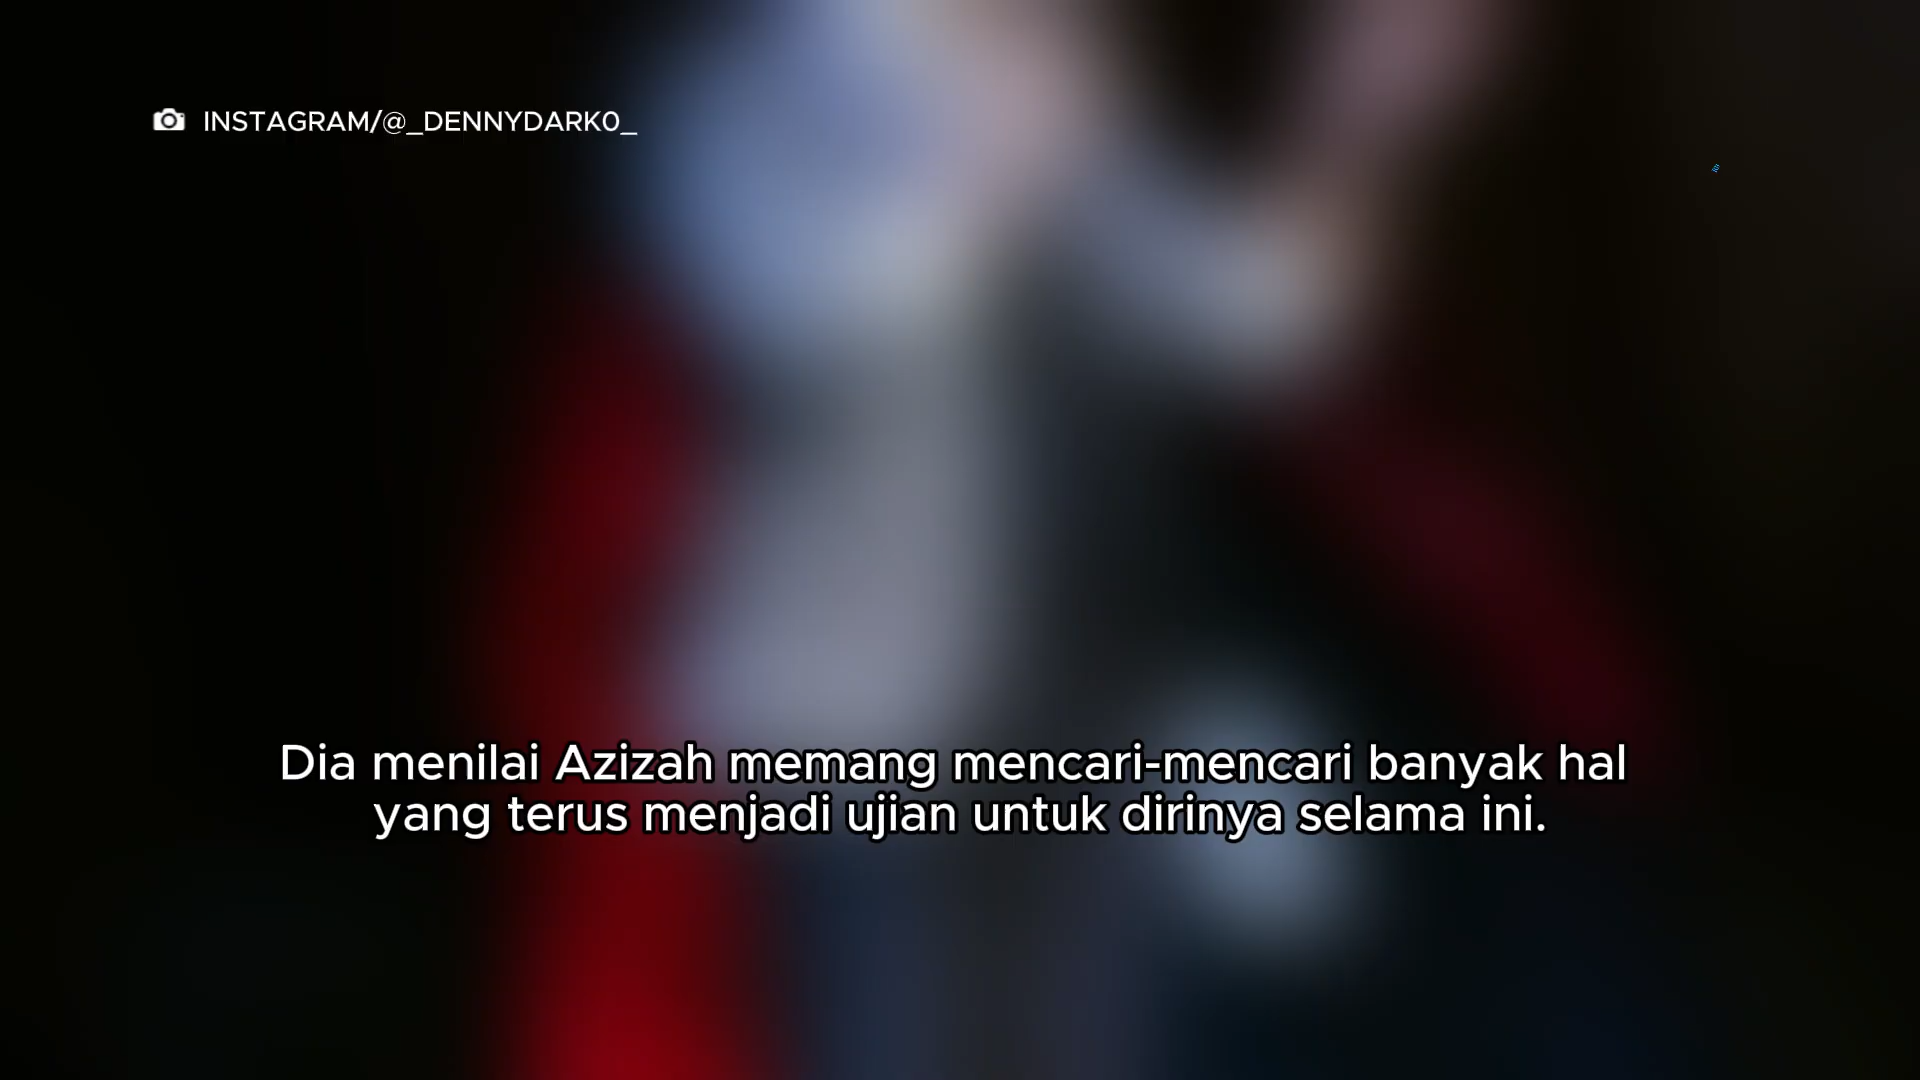 INSTAGRAM/@_DENNYDARK0_
Dia menilai Azizah memang mencari-mencari banyak hal
yang terus menjadi ujian untuk dirinya selama ini.